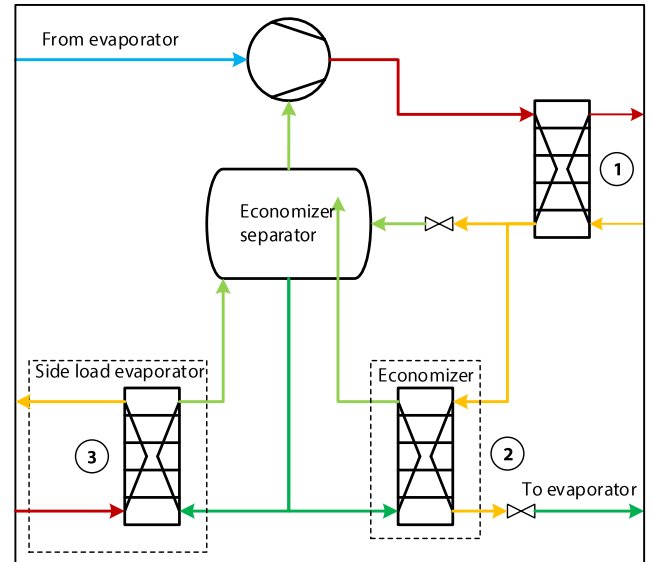 From evaporator
1
Economizer
separator
Side load evaporator
Economizer
3
2
To evaporator